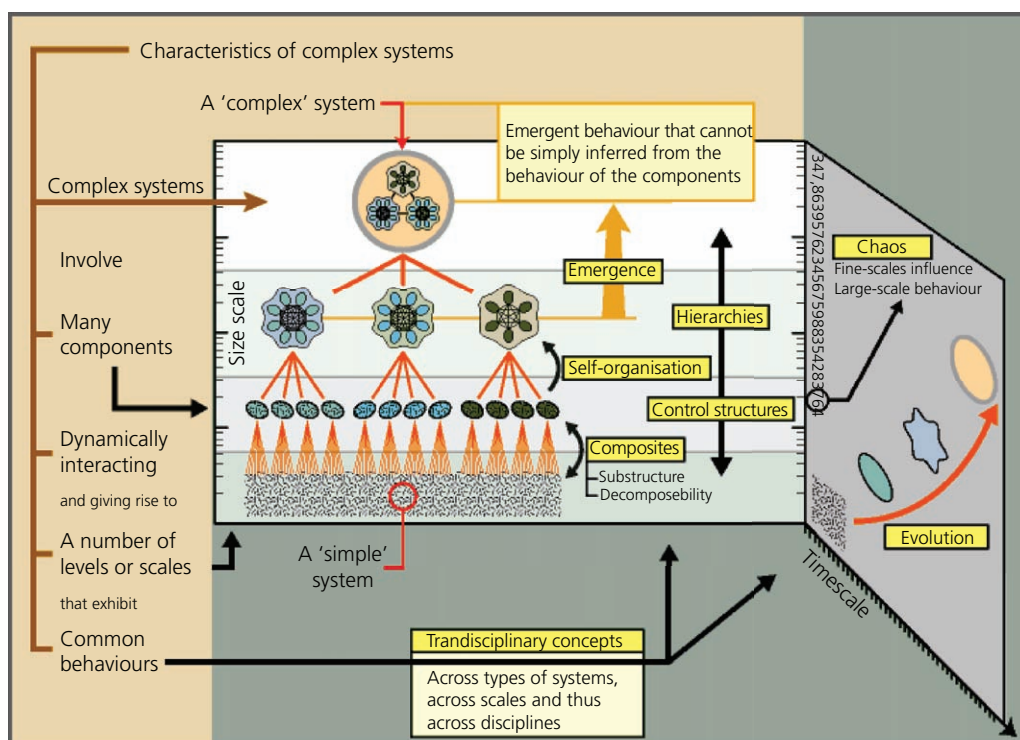 Characteristics of complex systems
A 'complex' system
Emergent behaviour that cannot
be simply inferred from the
behaviour of the components
Complex systems
Involve
Many
components
Dynamically
interacting
and giving rise to
A number of
levels or scales
that exhibit
Common
behaviours
Size scale
Emergence
Hierarchies
Self-organisation
Control structures
Composites
Substructure
Decomposebility
A 'simple'
system
Chaos
Fine-scales influence
Large-scale behaviour
Evolution
Timescale
Trandisciplinary concepts
Across types of systems,
across scales and thus
across disciplines